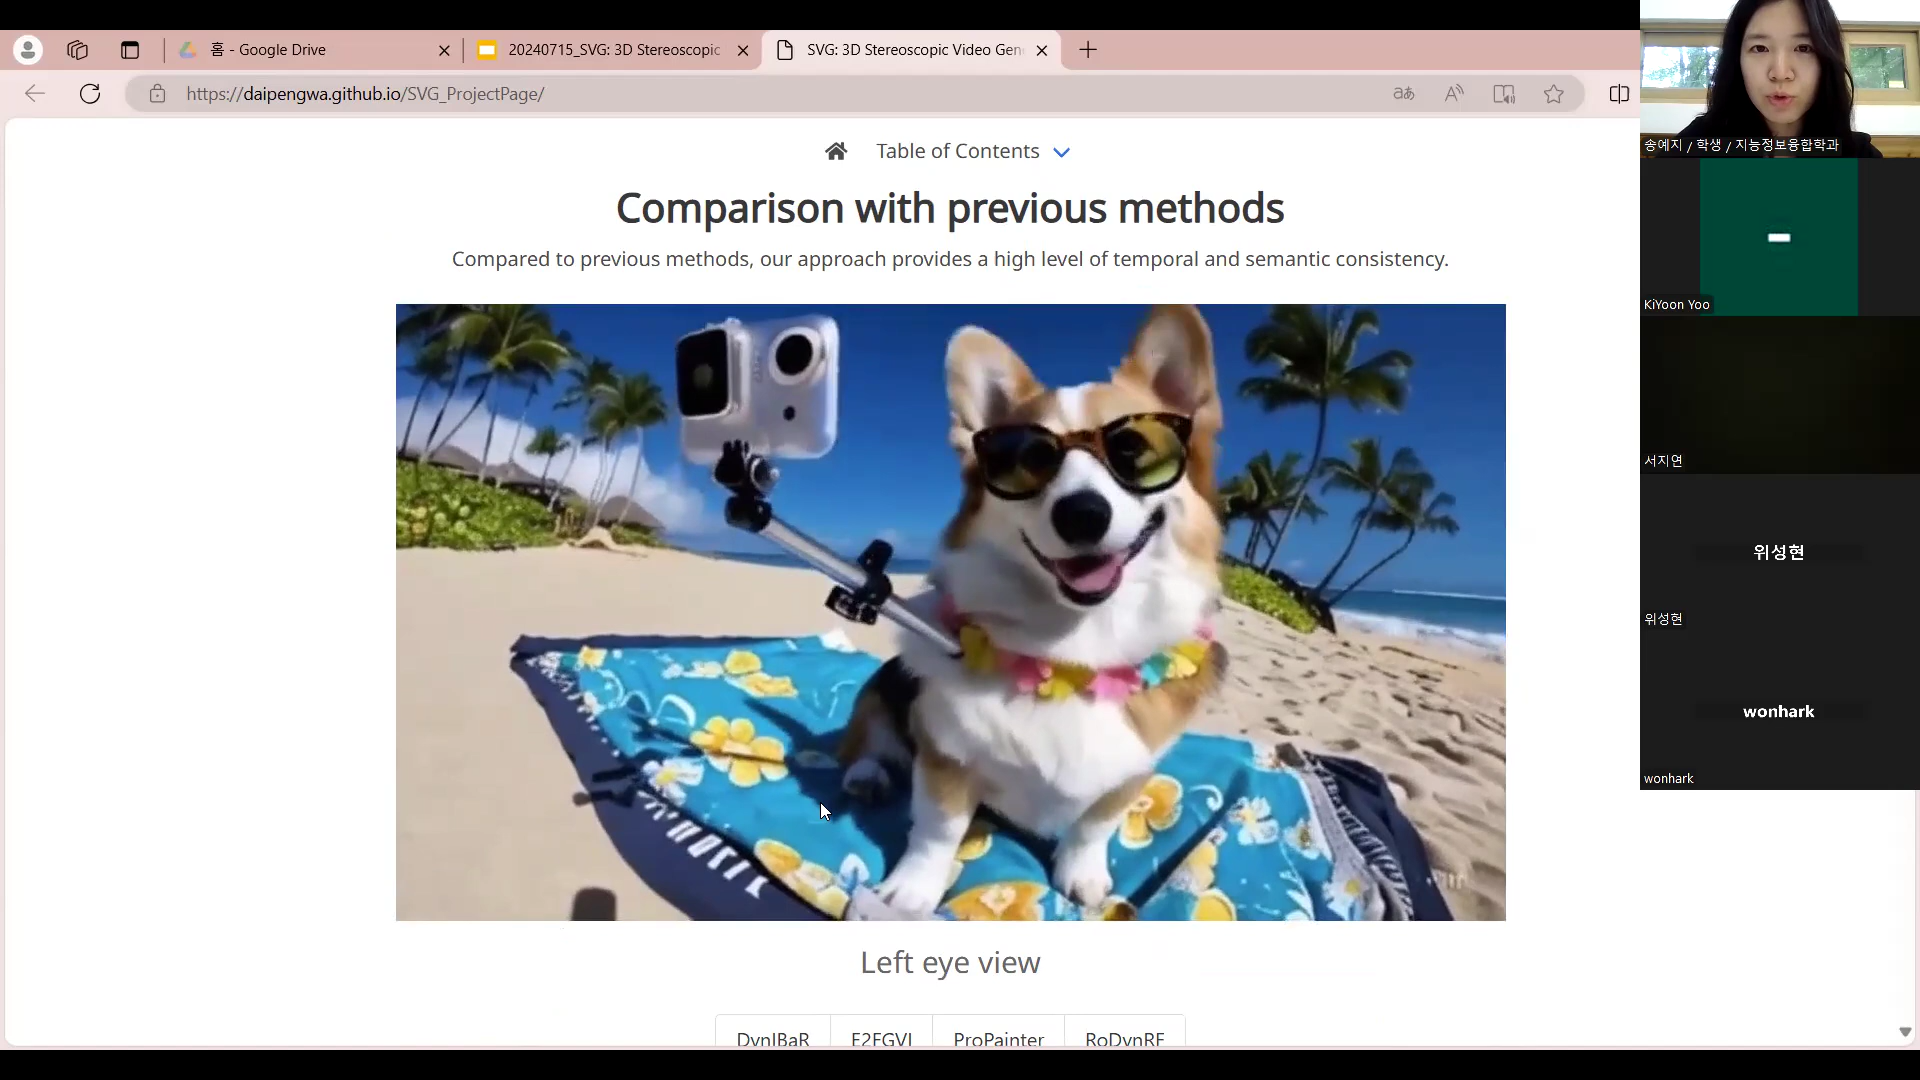 홈 - Google Drive
20240715_SVG: 3D Stereoscopic
SVG: 3D Stereoscopic Video Gen
https://daipengwa.github.io/SVG_ProjectPage/
Table of Contents
Comparison with previous methods
Compared to previous methods, our approach provides a high level of temporal and semantic consistency.
Left eye view
DynIBaR
E2FGVI
ProPainter
RoDynRF
송예지 / 학생 / 지능정보융합학과
KiYoon Yoo
서지연
위성현
위성현
wonhark
wonhark